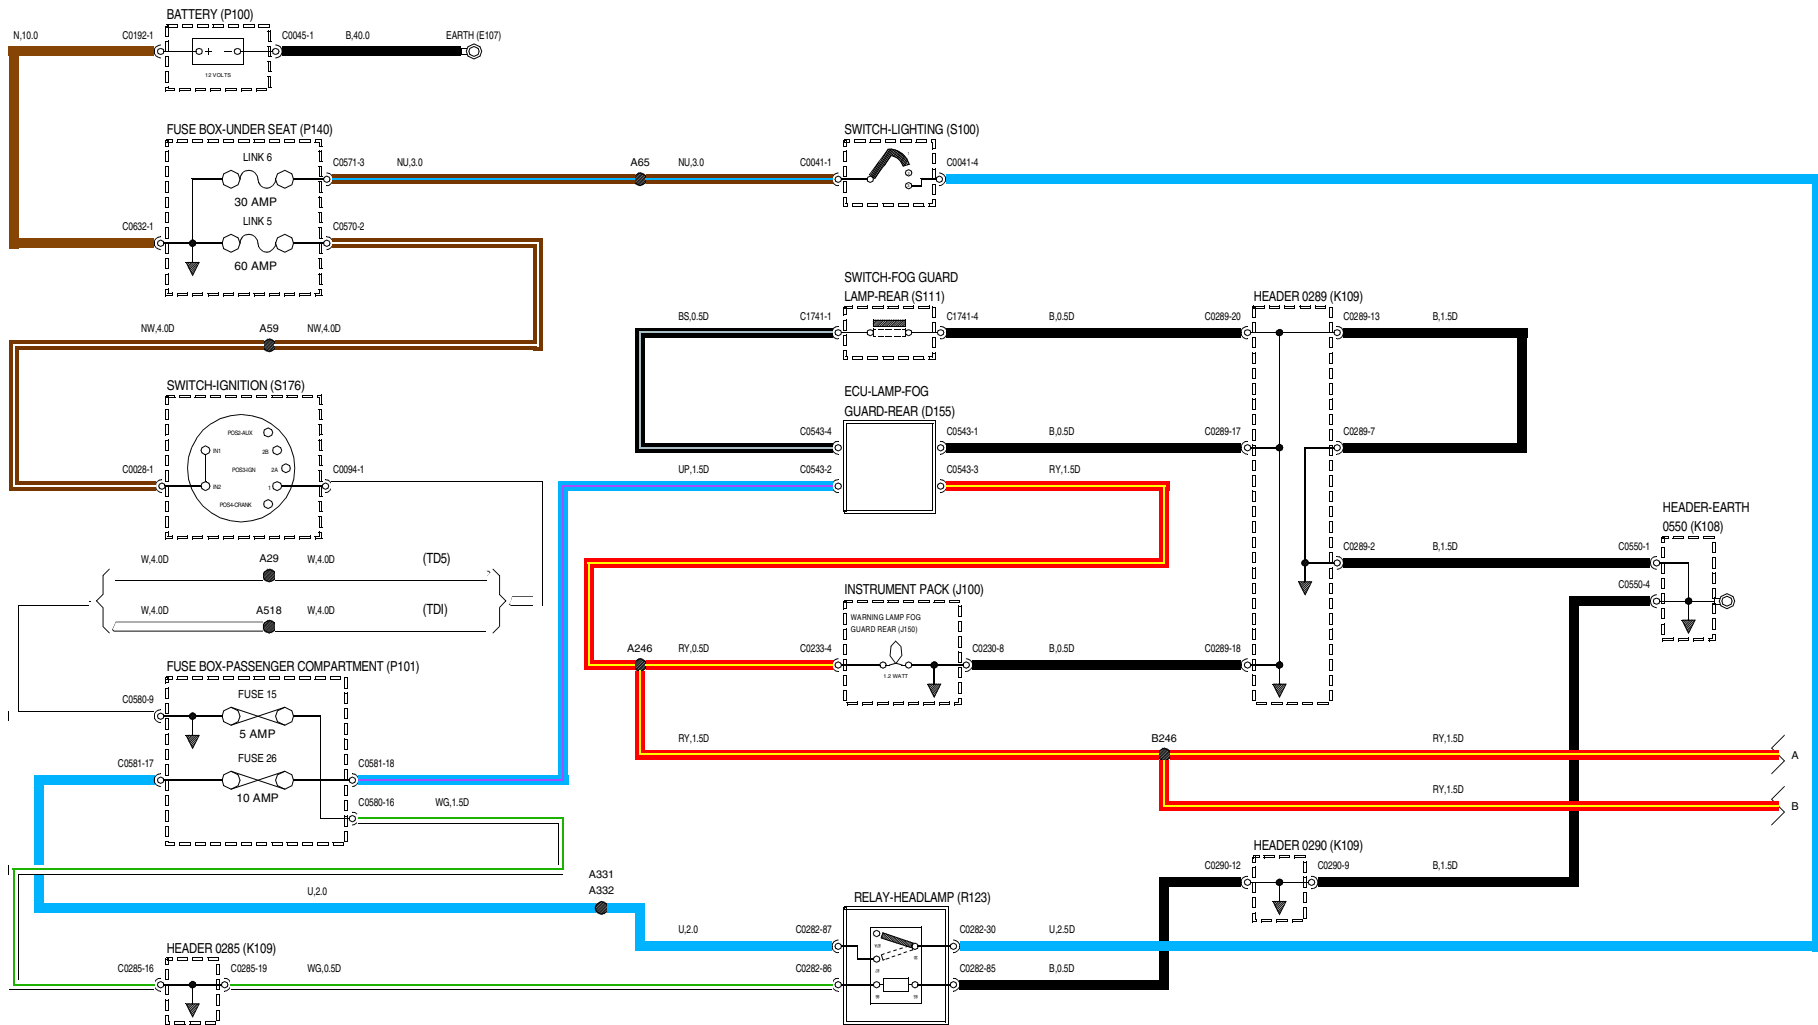 BATTERY (P100)
N,10.0
C0192-1
C0045-1
B,40.0
EARTH (E107)
12 VOLTS
FUSE BOX-UNDER SEAT (P140)
LINK 6
30 AMP
LINK 5
60 AMP
C0571-3
NU,3.0
A65
NU,3.0
C0041-1
SWITCH-LIGHTING (S100)
C0041-4
C0632-1
C0570-2
NW,4.0D
A59
NW,4.0D
SWITCH-FOG GUARD
LAMP-REAR (S111)
BS,0.5D
C1741-1
C1741-4
B,0.5D
C0289-20
HEADER 0289 (K109)
C0289-13
B,1.5D
SWITCH-IGNITION (S176)
POS2-AUX
IN1
2B
POS3-IGN
2A
IN2
1
POS4-CRANK
C0028-1
C0094-1
ECU-LAMP-FOG
GUARD-REAR (D155)
C0543-4
C0543-1
B,0.5D
C0289-17
C0289-7
UP,1.5D
C0543-2
C0543-3
RY,1.5D
HEADER-EARTH
0550 (K108)
C0289-2
B,1.5D
C0550-1
C0550-4
W,4.0D
A29
W,4.0D
(TD5)
W,4.0D
A518
W,4.0D
(TDI)
INSTRUMENT PACK (J100)
WARNING LAMP FOG
GUARD REAR (J150)
1.2 WATT
A246
RY,0.5D
C0233-4
C0230-8
B,0.5D
C0289-18
FUSE BOX-PASSENGER COMPARTMENT (P101)
C0580-9
FUSE 15
5 AMP
FUSE 26
10 AMP
C0581-17
C0581-18
C0580-16
WG,1.5D
RY,1.5D
B246
RY,1.5D
A
RY,1.5D
B
HEADER 0290 (K109)
C0290-12
C0290-9
B,1.5D
A331
A332
U,2.0
RELAY-HEADLAMP (R123)
U,2.0
C0282-87
C0282-30
U,2.5D
C0282-86
C0282-85
B,0.5D
HEADER 0285 (K109)
C0285-16
C0285-19
WG,0.5D